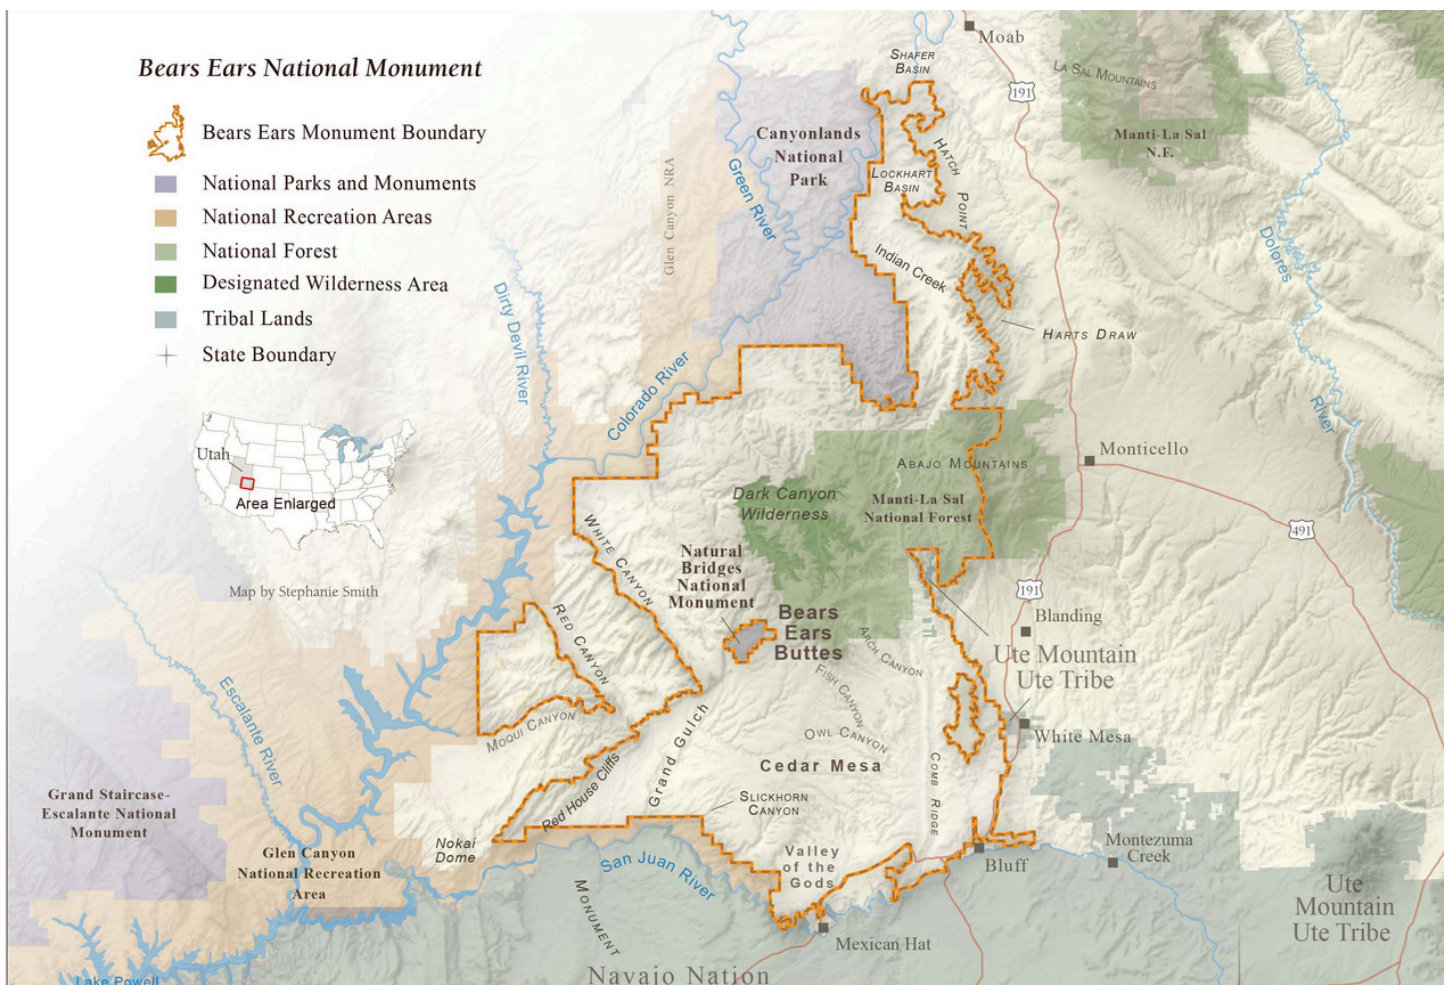 Bears Ears National Monument
Bears Ears Monument Boundary
National Parks and Monuments
National Recreation Areas
National Forest
Designated Wilderness Area
Tribal Lands
State Boundary
Utah
Area Enlarged
Map by Stephanie Smith
Moab
SHAFER
BASIN
LA SAL MOUNTAINS
191
Canyonlands
National
Park
Manti-La Sal
N.F.
HATCH
POINT
LOCKHART
BASIN
Green River
Glen Canyon NRA
Dolores
River
Indian Creek
HARTS DRAW
Dirty Devil River
Colorado River
Monticello
ABAJO MOUNTAINS
Dark Canyon
Wilderness
Manti-La Sal
National Forest
491
WHITE CANYON
Natural
Bridges
National
Monument
191
Blanding
RED CANYON
Bears
Ears
Buttes
ARCH CANYON
Ute Mountain
Ute Tribe
FISH CANYON
Escalante River
MOQUI CANYON
OWL CANYON
White Mesa
GRAND GULCH
Cedar Mesa
COMB RIDGE
Red House Cliffs
SLICKHORN
CANYON
Grand Staircase-
Escalante National
Monument
Nokai
Dome
Glen Canyon
National Recreation
Area
Valley
of the
Gods
San Juan River
Bluff
Montezuma
Creek
MONUMENT
Ute
Mountain
Ute Tribe
Mexican Hat
Navajo Nation
Lake Powell